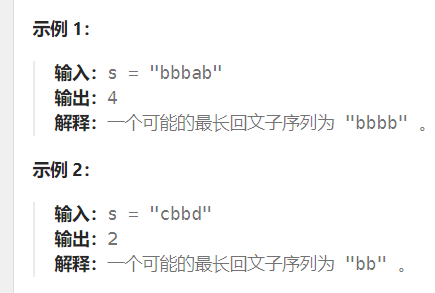 示例 1：
输入：s = "bbbab"
输出：4
解释：一个可能的最长回文子序列为 "bbbb" 。
示例 2：
输入：s = "cbbd"
输出：2
解释：一个可能的最长回文子序列为 "bb" 。